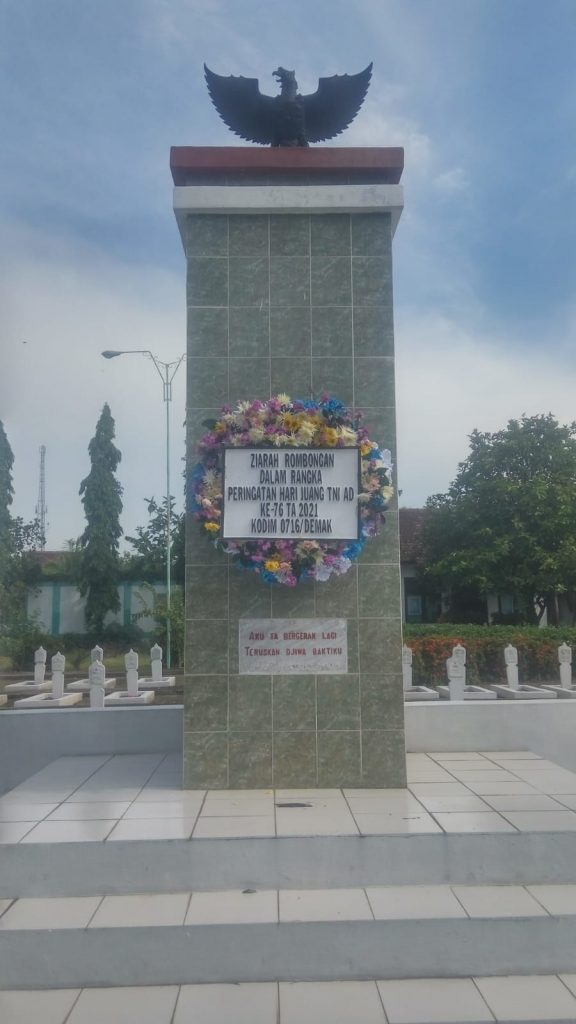 ZIARAH ROMBONGAN
DALAM RANGKA
PERINGATAN HARI JUANG TNI AD
KE-76 TA 2021
KODIM 0716/DEMAK
AKU TA BERGERAK LAGI
TERUSKAN DJIWA BAKTIKU